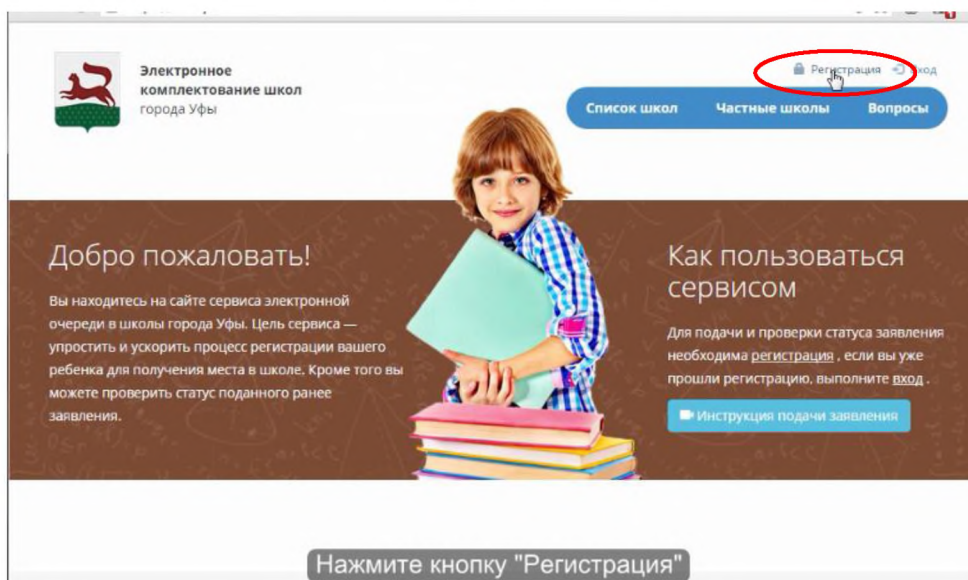 Электронное
комплектование школ
города Уфы
Регистрация Вход
Список школ Частные школы Вопросы
Добро пожаловать!
Вы находитесь на сайте сервиса электронной
очереди в школы города Уфы. Цель сервиса —
упростить и ускорить процесс регистрации вашего
ребенка для получения места в школе. Кроме того вы
можете проверить статус поданного ранее
заявления.
Как пользоваться
сервисом
Для подачи и проверки статуса заявления
необходима регистрация , если вы уже
прошли регистрацию, выполните вход .
Инструкция подачи заявления
Нажмите кнопку "Регистрация"